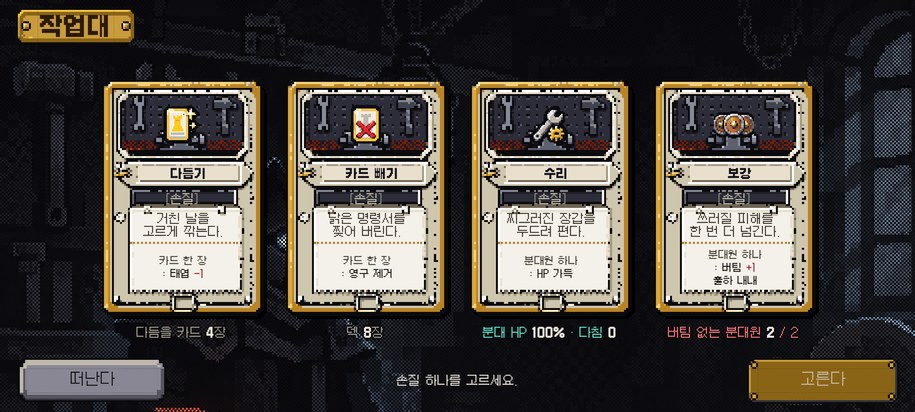 작업대
다듬기
[손질]
거친 날을
고르게 깎는다.
카드 한 장
: 태엽 -1
다듬을 카드 4장
카드 빼기
[손질]
낡은 명령서를
찢어 버린다.
카드 한 장
: 영구 제거
덱 8장
수리
[손질]
찌그러진 장갑을
두드려 편다.
분대원 하나
: HP 가득
분대 HP 100% · 다침 0
보강
[손질]
쓰러질 피해를
한 번 더 넘긴다.
분대원 하나
: 버팀 +1
출하 내내
버팀 없는 분대원 2 / 2
떠난다
손질 하나를 고르세요.
고른다